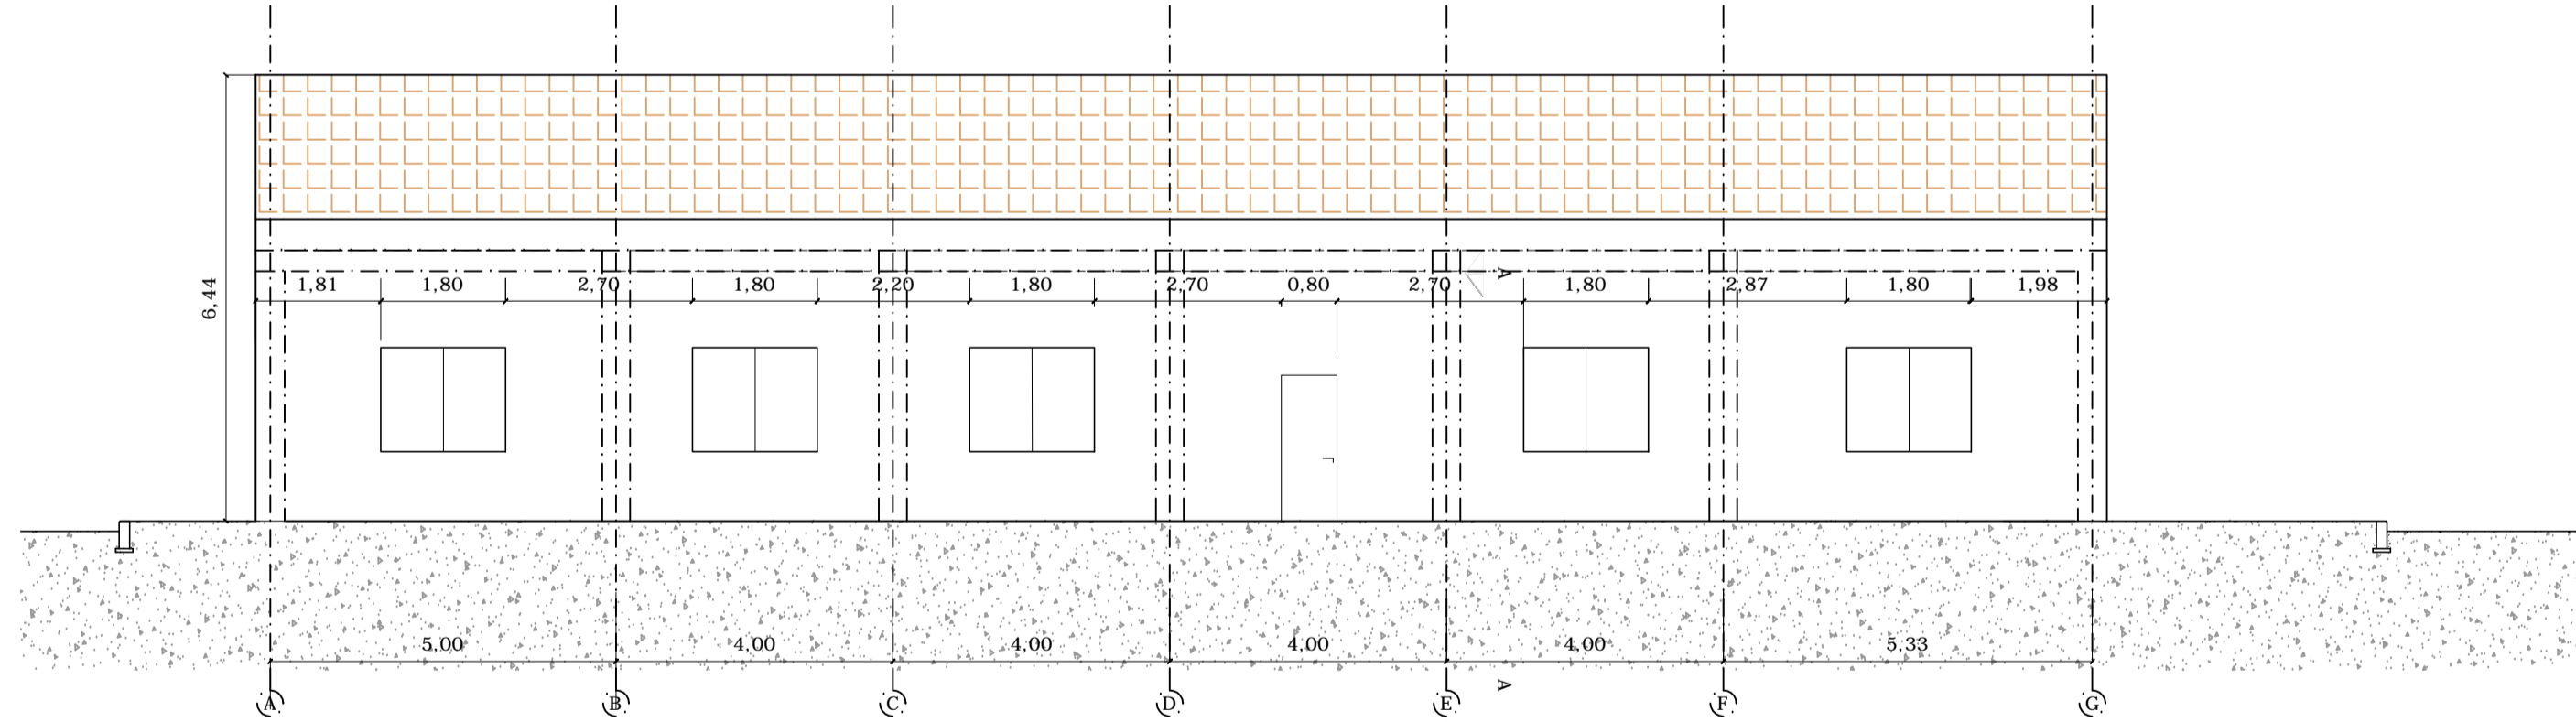 A
1,81 1,80 2,70 1,80 2,20 1,80 2,70 0,80 2,70 1,80 2,87 1,80 1,98
6,44
5,00 4,00 4,00 4,00 4,00 5,33
A
A B C D E F G